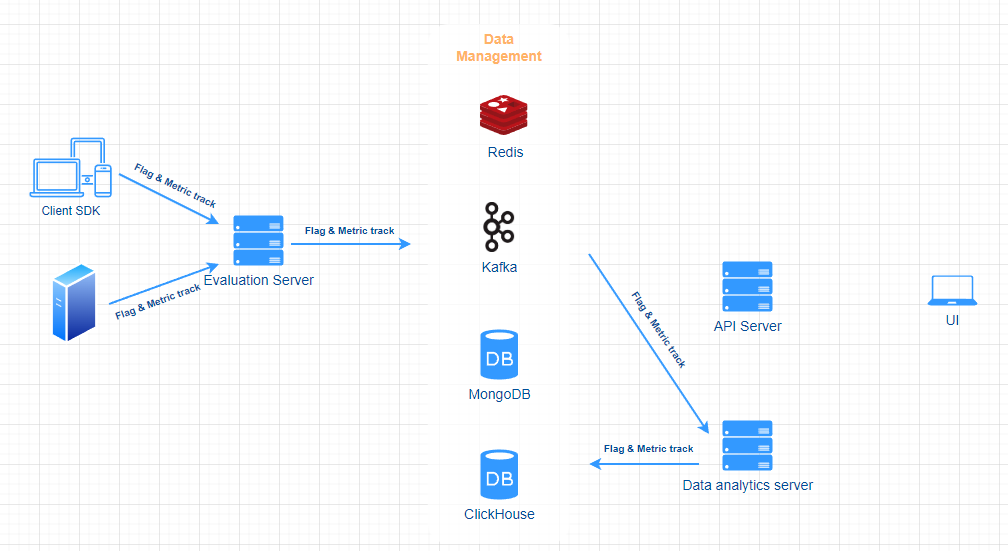 Data
Management
Redis
Flag & Metric track
Client SDK
Flag & Metric track
Kafka
Evaluation Server
Flag & Metric track
Flag & Metric track
API Server
UI
DB
MongoDB
Flag & Metric track
DB
Data analytics server
ClickHouse